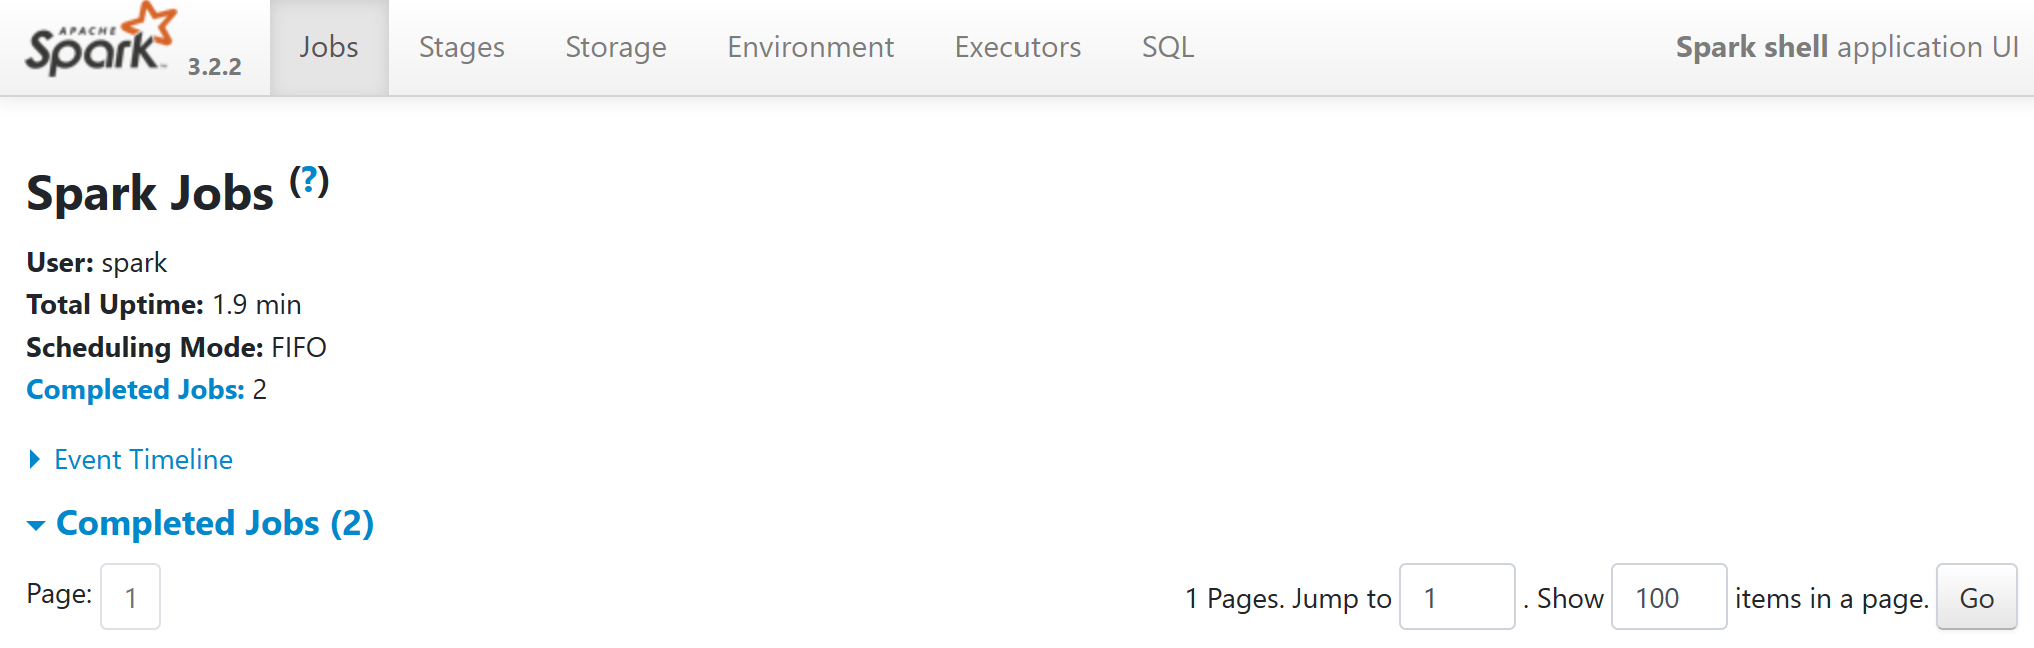 APACHE Spark™ 3.2.2 Jobs Stages Storage Environment Executors SQL Spark shell application UI
Spark Jobs (?)
User: spark
Total Uptime: 1.9 min
Scheduling Mode: FIFO
Completed Jobs: 2
Event Timeline
Completed Jobs (2)
Page: 1 1 Pages. Jump to 1 . Show 100 items in a page. Go